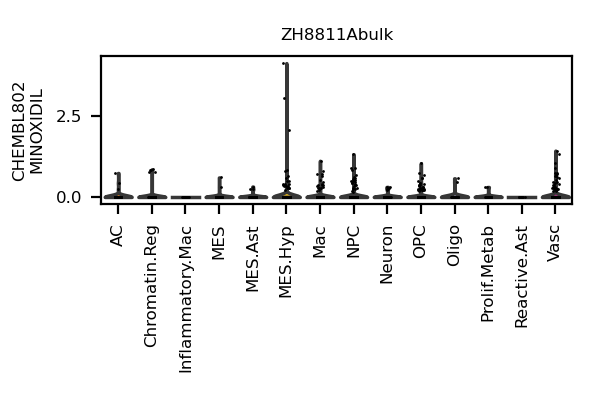 ZH8811Abulk
CHEMBL802
MINOXIDIL
2.5
0.0
AC
Chromatin.Reg
Inflammatory.Mac
MES
MES.Ast
MES.Hyp
Mac
NPC
Neuron
OPC
Oligo
Prolif.Metab
Reactive.Ast
Vasc